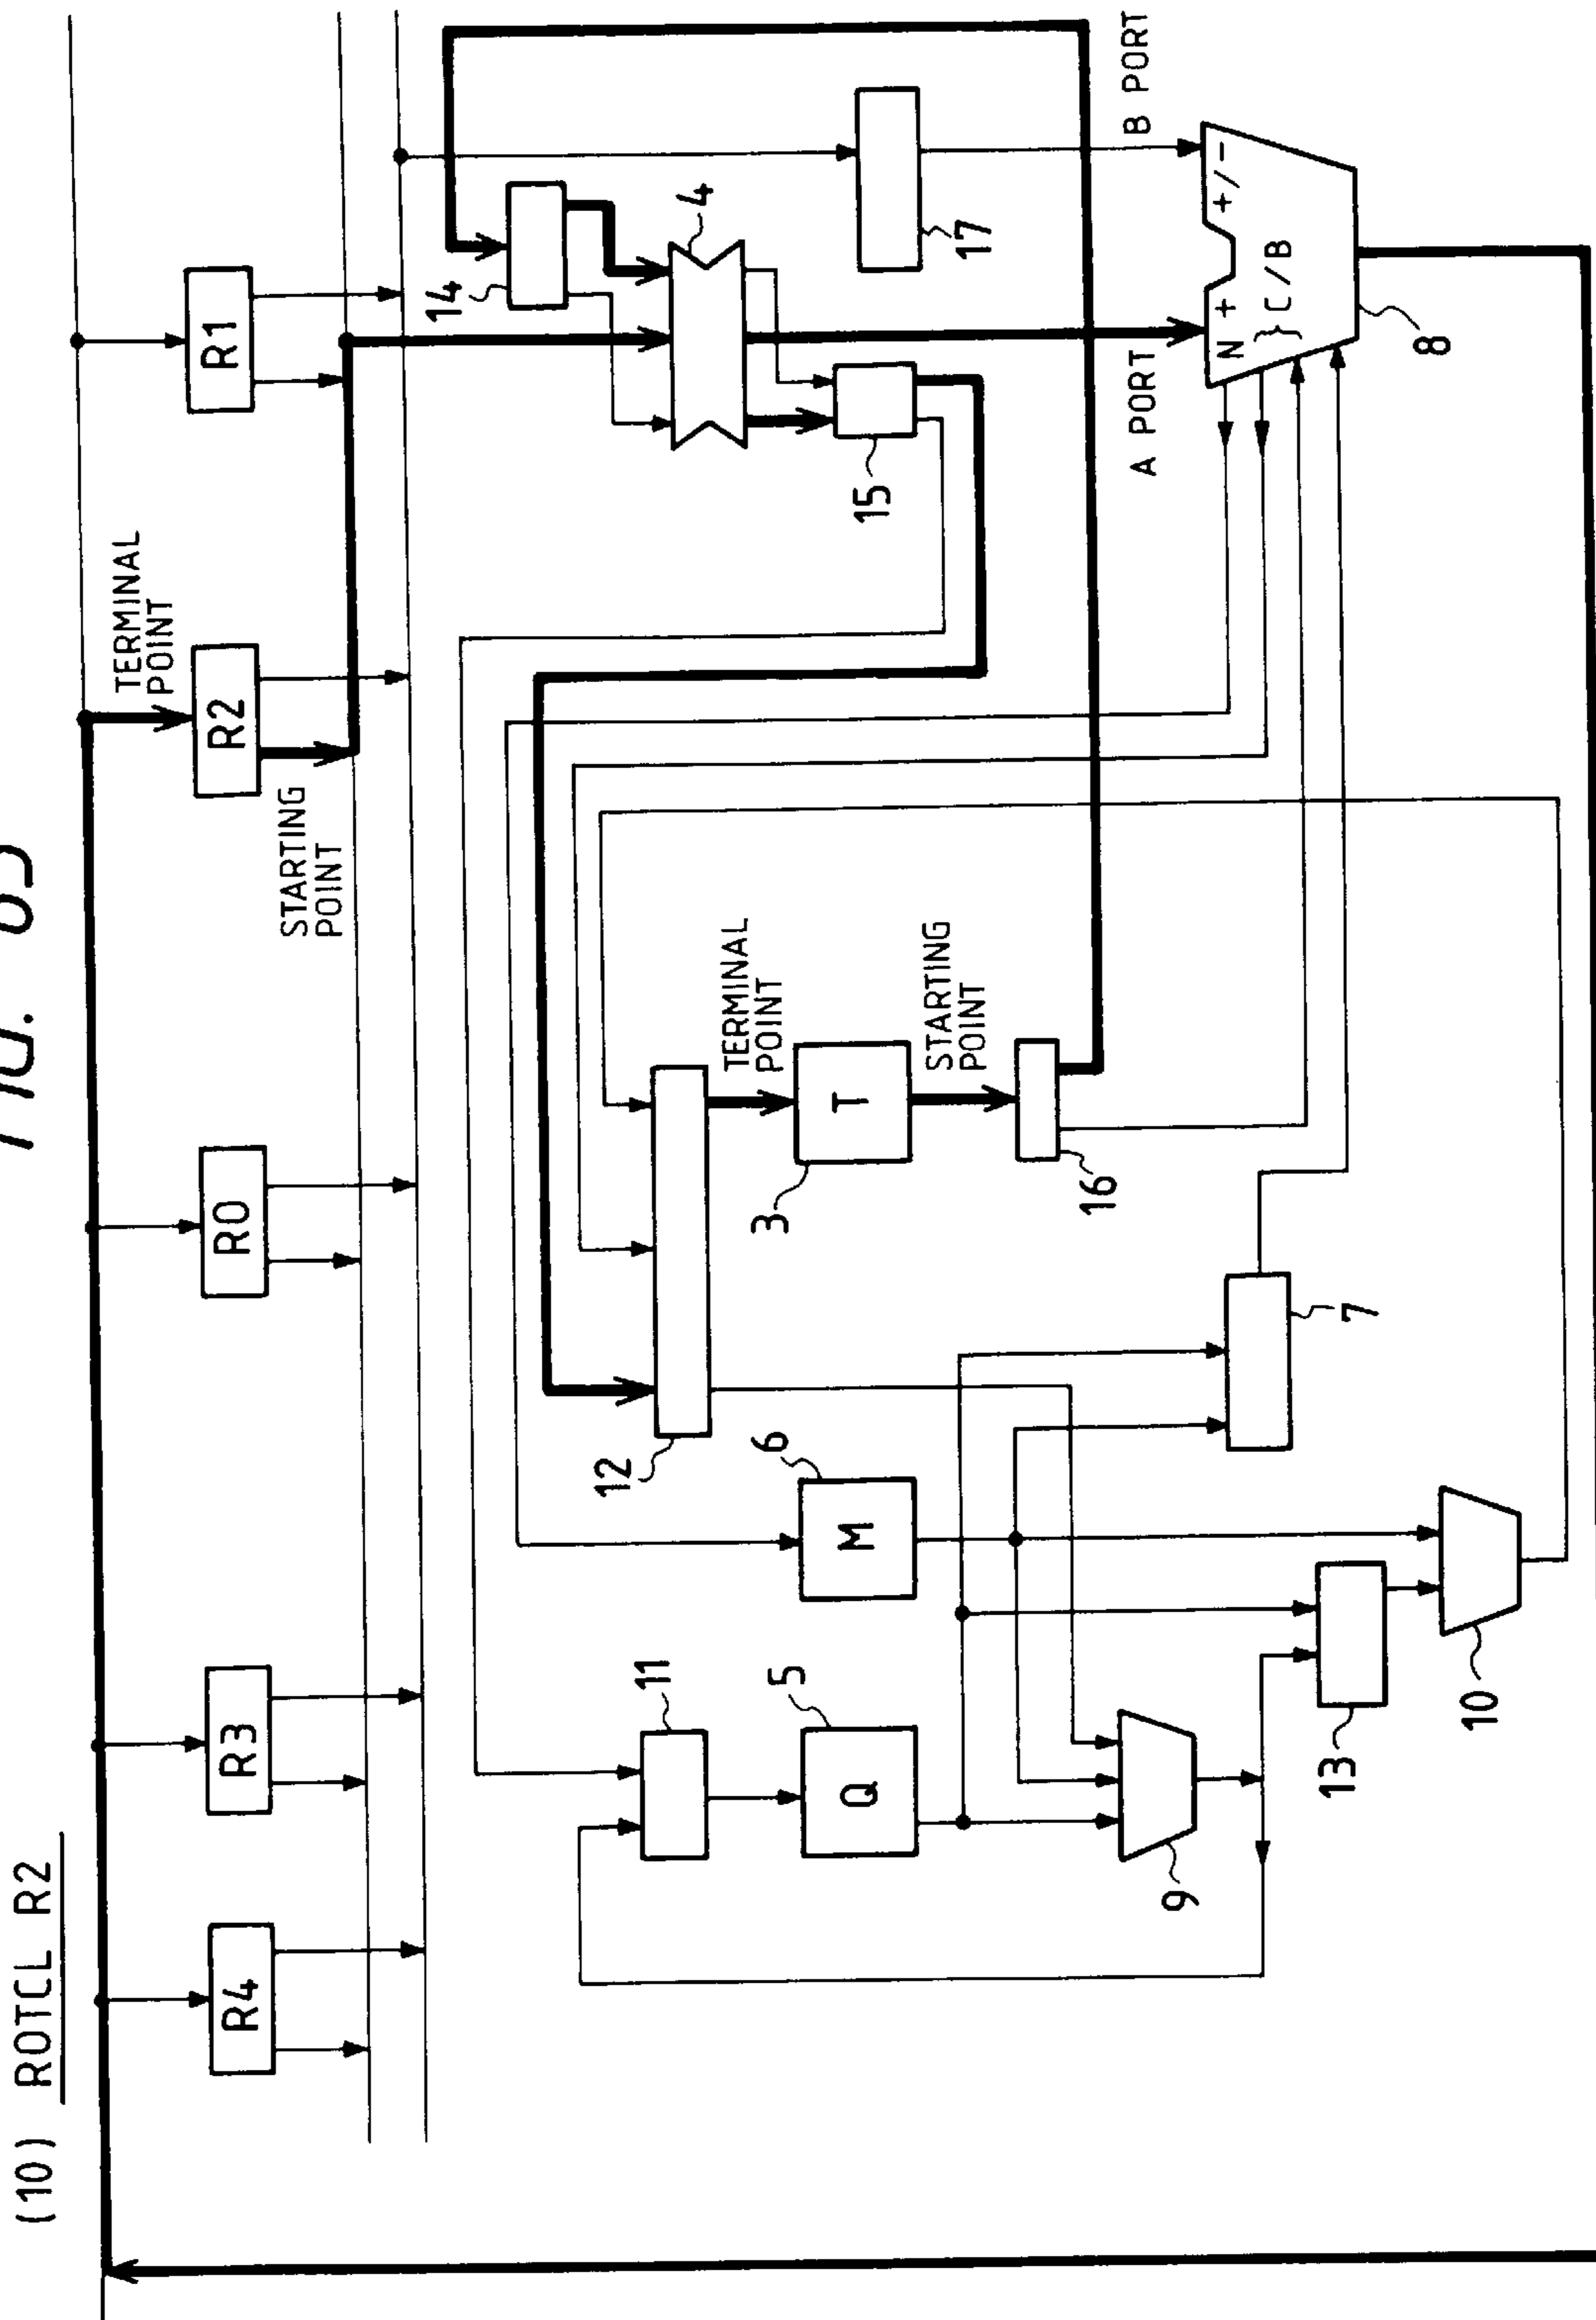 (10) ROTCL R2
R4
R3
R0
R2
R1
TERMINAL
POINT
STARTING
POINT
14
4
15
17
11
12
5
Q
6
M
TERMINAL
POINT
3
T
STARTING
POINT
16
7
9
13
10
A PORT
B PORT
N + +/-
} C/B
8